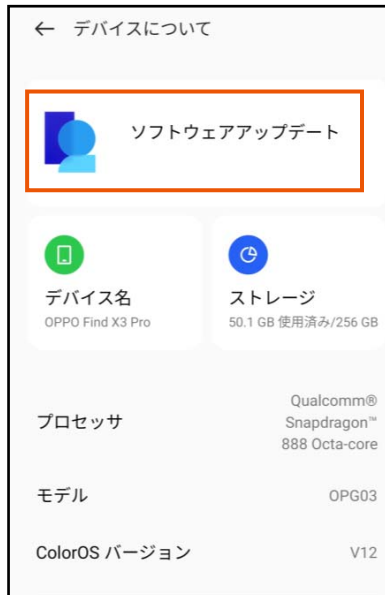 ← デバイスについて
ソフトウェアアップデート
デバイス名
OPPO Find X3 Pro
ストレージ
50.1 GB 使用済み/256 GB
プロセッサ
Qualcomm®
Snapdragon™
888 Octa-core
モデル
OPG03
ColorOS バージョン
V12